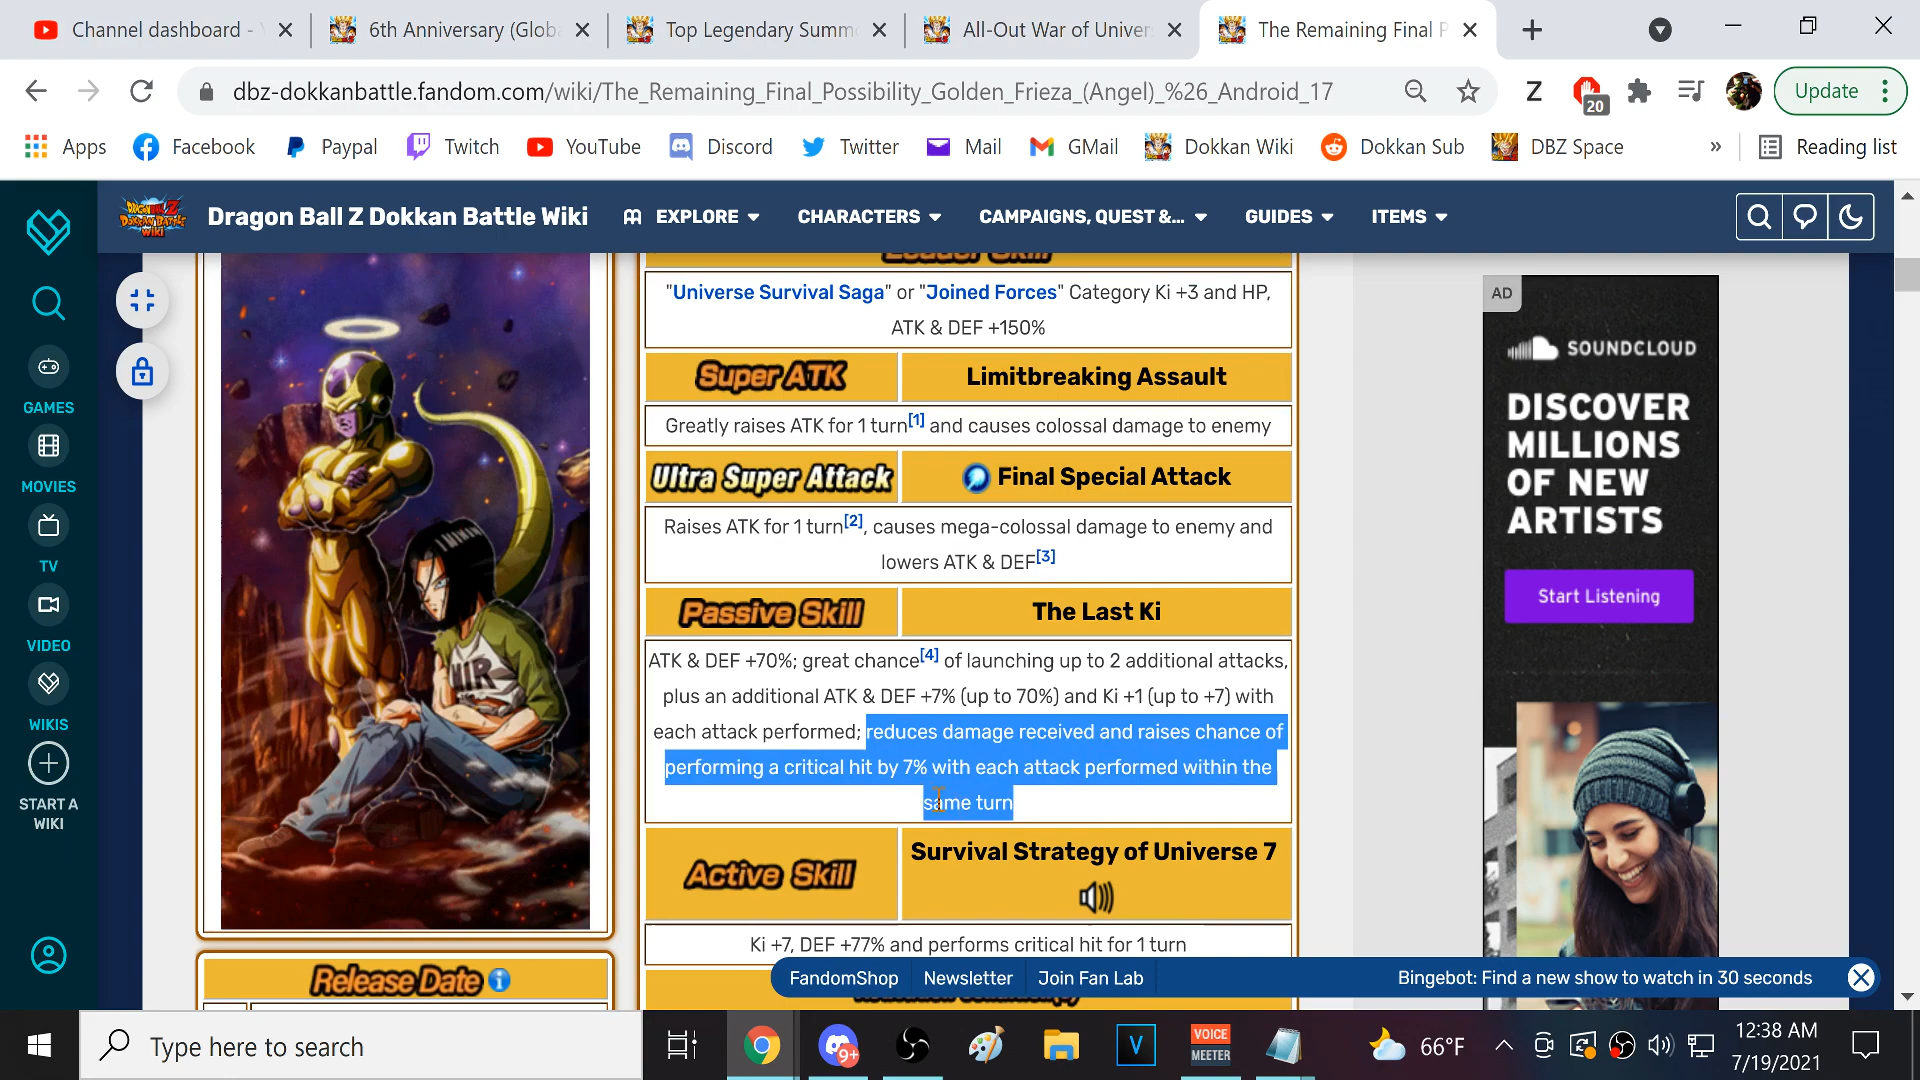 Channel dashboard -
6th Anniversary (Globa
Top Legendary Summ
All-Out War of Univer
The Remaining Final P
dbz-dokkanbattle.fandom.com/wiki/The_Remaining_Final_Possibility_Golden_Frieza_(Angel)_%26_Android_17
Z
20
Update
Apps
Facebook
Paypal
Twitch
YouTube
Discord
Twitter
Mail
GMail
Dokkan Wiki
Dokkan Sub
DBZ Space
»
Reading list
Dragon Ball Z Dokkan Battle Wiki
EXPLORE
CHARACTERS
CAMPAIGNS, QUEST &...
GUIDES
ITEMS
GAMES
MOVIES
TV
VIDEO
WIKIS
START A
WIKI
Leader Skill
"Universe Survival Saga" or "Joined Forces" Category Ki +3 and HP,
ATK & DEF +150%
Super ATK
Limitbreaking Assault
Greatly raises ATK for 1 turn[1] and causes colossal damage to enemy
Ultra Super Attack
Final Special Attack
Raises ATK for 1 turn[2], causes mega-colossal damage to enemy and
lowers ATK & DEF[3]
Passive Skill
The Last Ki
ATK & DEF +70%; great chance[4] of launching up to 2 additional attacks,
plus an additional ATK & DEF +7% (up to 70%) and Ki +1 (up to +7) with
each attack performed; reduces damage received and raises chance of
performing a critical hit by 7% with each attack performed within the
same turn
Active Skill
Survival Strategy of Universe 7
Ki +7, DEF +77% and performs critical hit for 1 turn
Release Date
AD
SOUNDCLOUD
DISCOVER
MILLIONS
OF NEW
ARTISTS
Start Listening
FandomShop
Newsletter
Join Fan Lab
Bingebot: Find a new show to watch in 30 seconds
Type here to search
9+
V
VOICE
MEETER
66°F
12:38 AM
7/19/2021